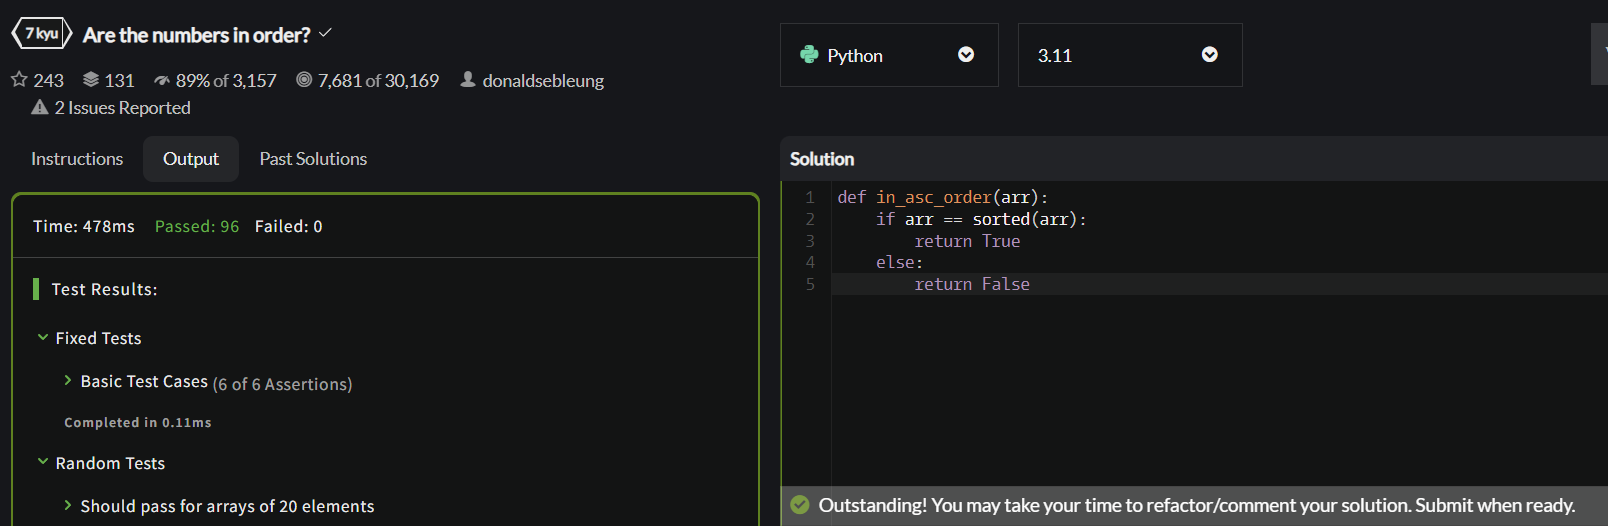 7 kyu Are the numbers in order?
243 131 89% of 3,157 7,681 of 30,169 donaldsebleung
2 Issues Reported
Python
3.11
Instructions Output Past Solutions
Time: 478ms Passed: 96 Failed: 0
Test Results:
Fixed Tests
Basic Test Cases (6 of 6 Assertions)
Completed in 0.11ms
Random Tests
Should pass for arrays of 20 elements
Solution
1 def in_asc_order(arr):
2     if arr == sorted(arr):
3         return True
4     else:
5         return False
Outstanding! You may take your time to refactor/comment your solution. Submit when ready.